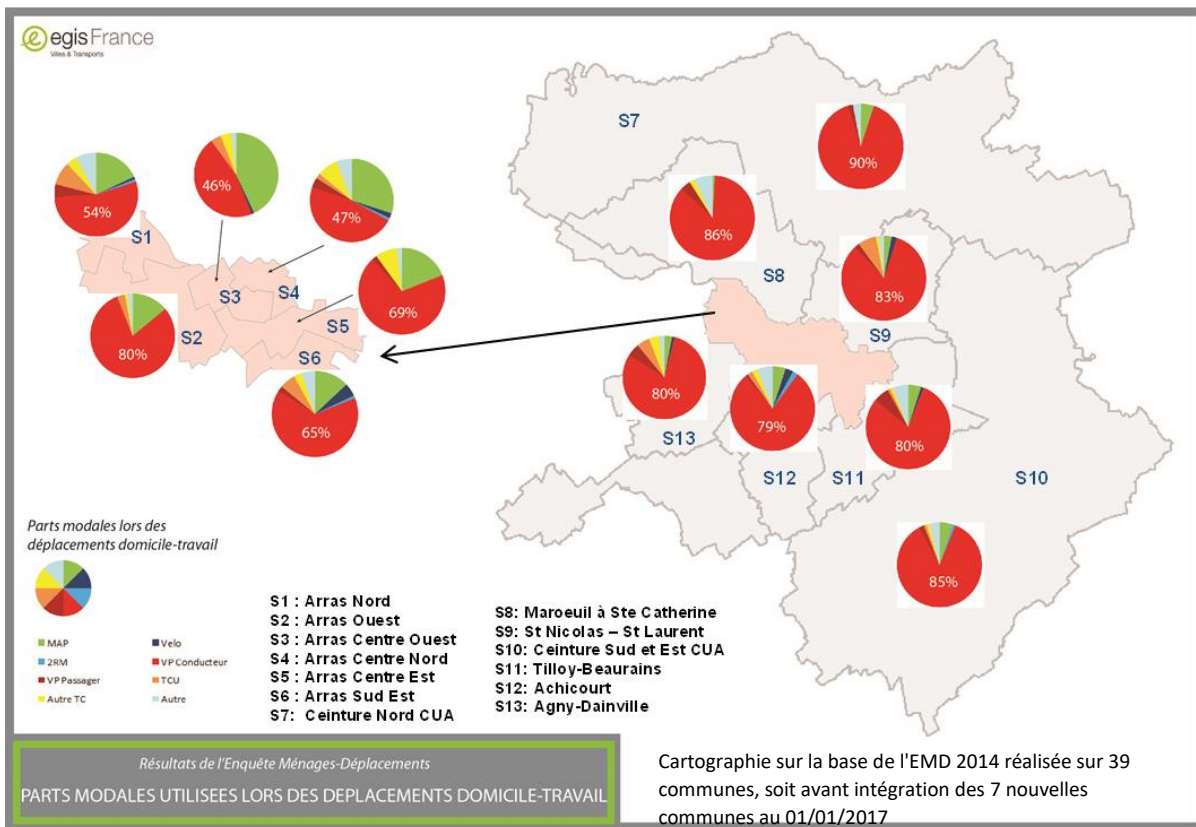 egis France
Villes & Transports
S7
90%
46%
54%
47%
86%
S1
S8
83%
S3
S4
69%
S2
S5
S9
80%
S6
80%
79%
80%
65%
S13
S12
S11
S10
85%
Parts modales lors des
déplacements domicile-travail
MAP
Velo
2RM
VP Conducteur
VP Passager
TCU
Autre TC
Autre
S1 : Arras Nord
S2 : Arras Ouest
S3 : Arras Centre Ouest
S4 : Arras Centre Nord
S5 : Arras Centre Est
S6 : Arras Sud Est
S7: Ceinture Nord CUA
S8: Maroeuil à Ste Catherine
S9: St Nicolas – St Laurent
S10: Ceinture Sud et Est CUA
S11: Tilloy-Beaurains
S12: Achicourt
S13: Agny-Dainville
Résultats de l'Enquête Ménages-Déplacements
PARTS MODALES UTILISEES LORS DES DEPLACEMENTS DOMICILE-TRAVAIL
Cartographie sur la base de l'EMD 2014 réalisée sur 39
communes, soit avant intégration des 7 nouvelles
communes au 01/01/2017